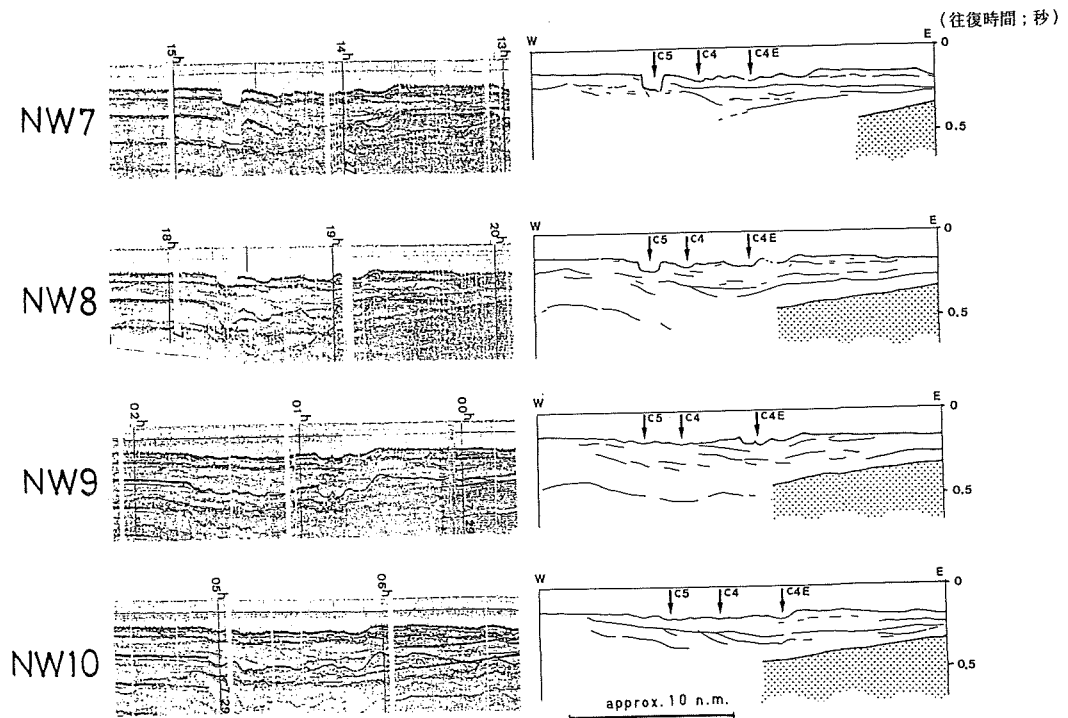 (往復時間;秒)
NW7
15h
14h
13h
W
C5
C4
C4E
E
0
0.5
NW8
18h
19h
20h
W
C5
C4
C4E
E
0
0.5
NW9
02h
01h
00h
W
C5
C4
C4E
E
0
0.5
NW10
05h
06h
W
C5
C4
C4E
E
0
0.5
approx. 10 n.m.